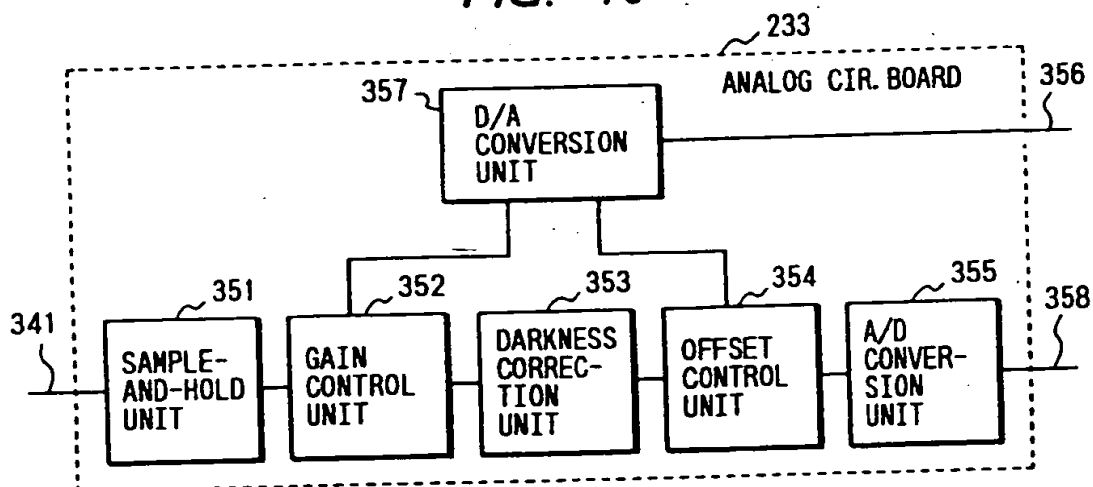 FIG.
233
ANALOG CIR. BOARD
357
D/A
CONVERSION
UNIT
356
341
351
SAMPLE-
AND-HOLD
UNIT
352
GAIN
CONTROL
UNIT
353
DARKNESS
CORREC-
TION
UNIT
354
OFFSET
CONTROL
UNIT
355
A/D
CONVER-
SION
UNIT
358